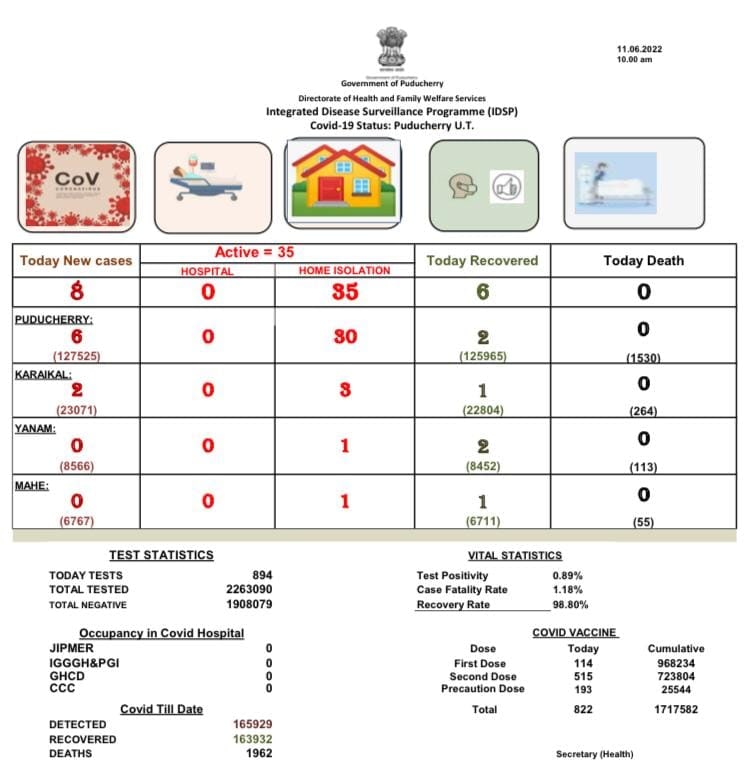 11.06.2022
10.00 am
Government of Puducherry
Directorate of Health and Family Welfare Services
Integrated Disease Surveillance Programme (IDSP)
Covid-19 Status: Puducherry U.T.
CoV
CORONAVIRUS
Today New cases
Active = 35
HOSPITAL
HOME ISOLATION
Today Recovered
Today Death
8 0 35 6 0
PUDUCHERRY:
6 0 30 2 0
(127525) (125965) (1530)
KARAIKAL:
2 0 3 1 0
(23071) (22804) (264)
YANAM:
0 0 1 2 0
(8566) (8452) (113)
MAHE:
0 0 1 1 0
(6767) (6711) (55)
TEST STATISTICS
TODAY TESTS 894
TOTAL TESTED 2263090
TOTAL NEGATIVE 1908079
VITAL STATISTICS
Test Positivity 0.89%
Case Fatality Rate 1.18%
Recovery Rate 98.80%
Occupancy in Covid Hospital
JIPMER 0
IGGGH&PGI 0
GHCD 0
CCC 0
COVID VACCINE
Dose Today Cumulative
First Dose 114 968234
Second Dose 515 723804
Precaution Dose 193 25544
Total 822 1717582
Covid Till Date
DETECTED 165929
RECOVERED 163932
DEATHS 1962
Secretary (Health)